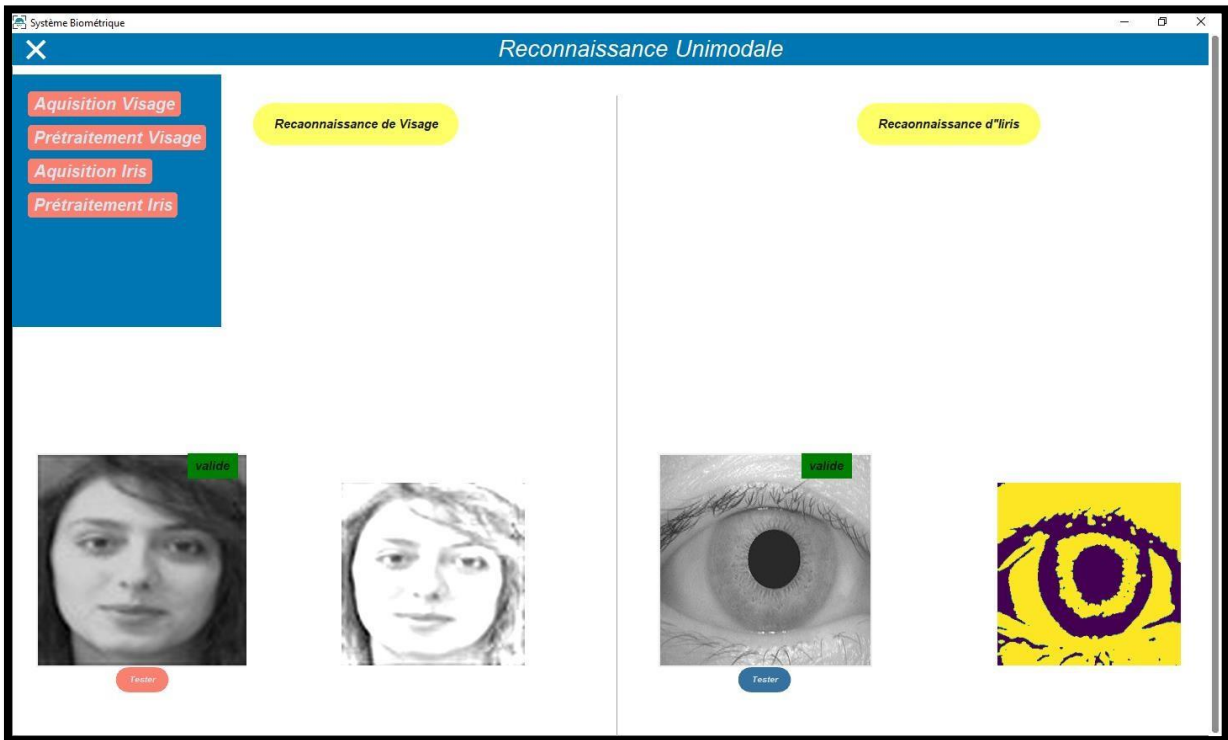 Système Biométrique
Reconnaissance Unimodale
Aquisition Visage
Prétraitement Visage
Aquisition Iris
Prétraitement Iris
Recaonnaissance de Visage
Recaonnaissance d"Iiris
valide
valide
Tester
Tester